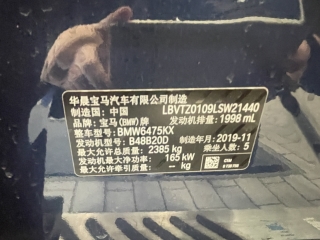 华晨宝马汽车有限公司制造
制造国：中国 LBVTZ0109LSW21440
品牌：宝马(BMW)牌 发动机排量：1998 mL
整车型号：BMW6475KX
发动机型号：B48B20D 制造年月：2019-11
最大允许总质量：2385 kg 乘坐人数：5
发动机最大净功率：165 kW
最大允许牵引质量：-- kg